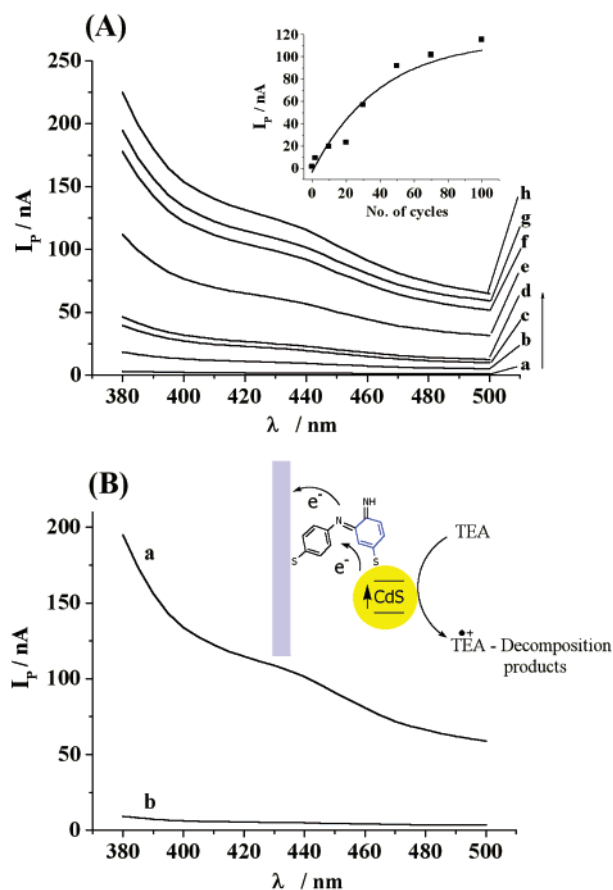 (A)
250
200
150
100
50
0
I_P / nA
380 400 420 440 460 480 500
λ / nm
120
100
80
60
40
20
0
I_P / nA
0 20 40 60 80 100
No. of cycles
h
g
f
e
d
c
b
a
(B)
200
150
100
50
0
I_P / nA
380 400 420 440 460 480 500
λ / nm
a
b
e⁻
NH
N
S
S
e⁻
CdS
TEA
•+
TEA - Decomposition
products